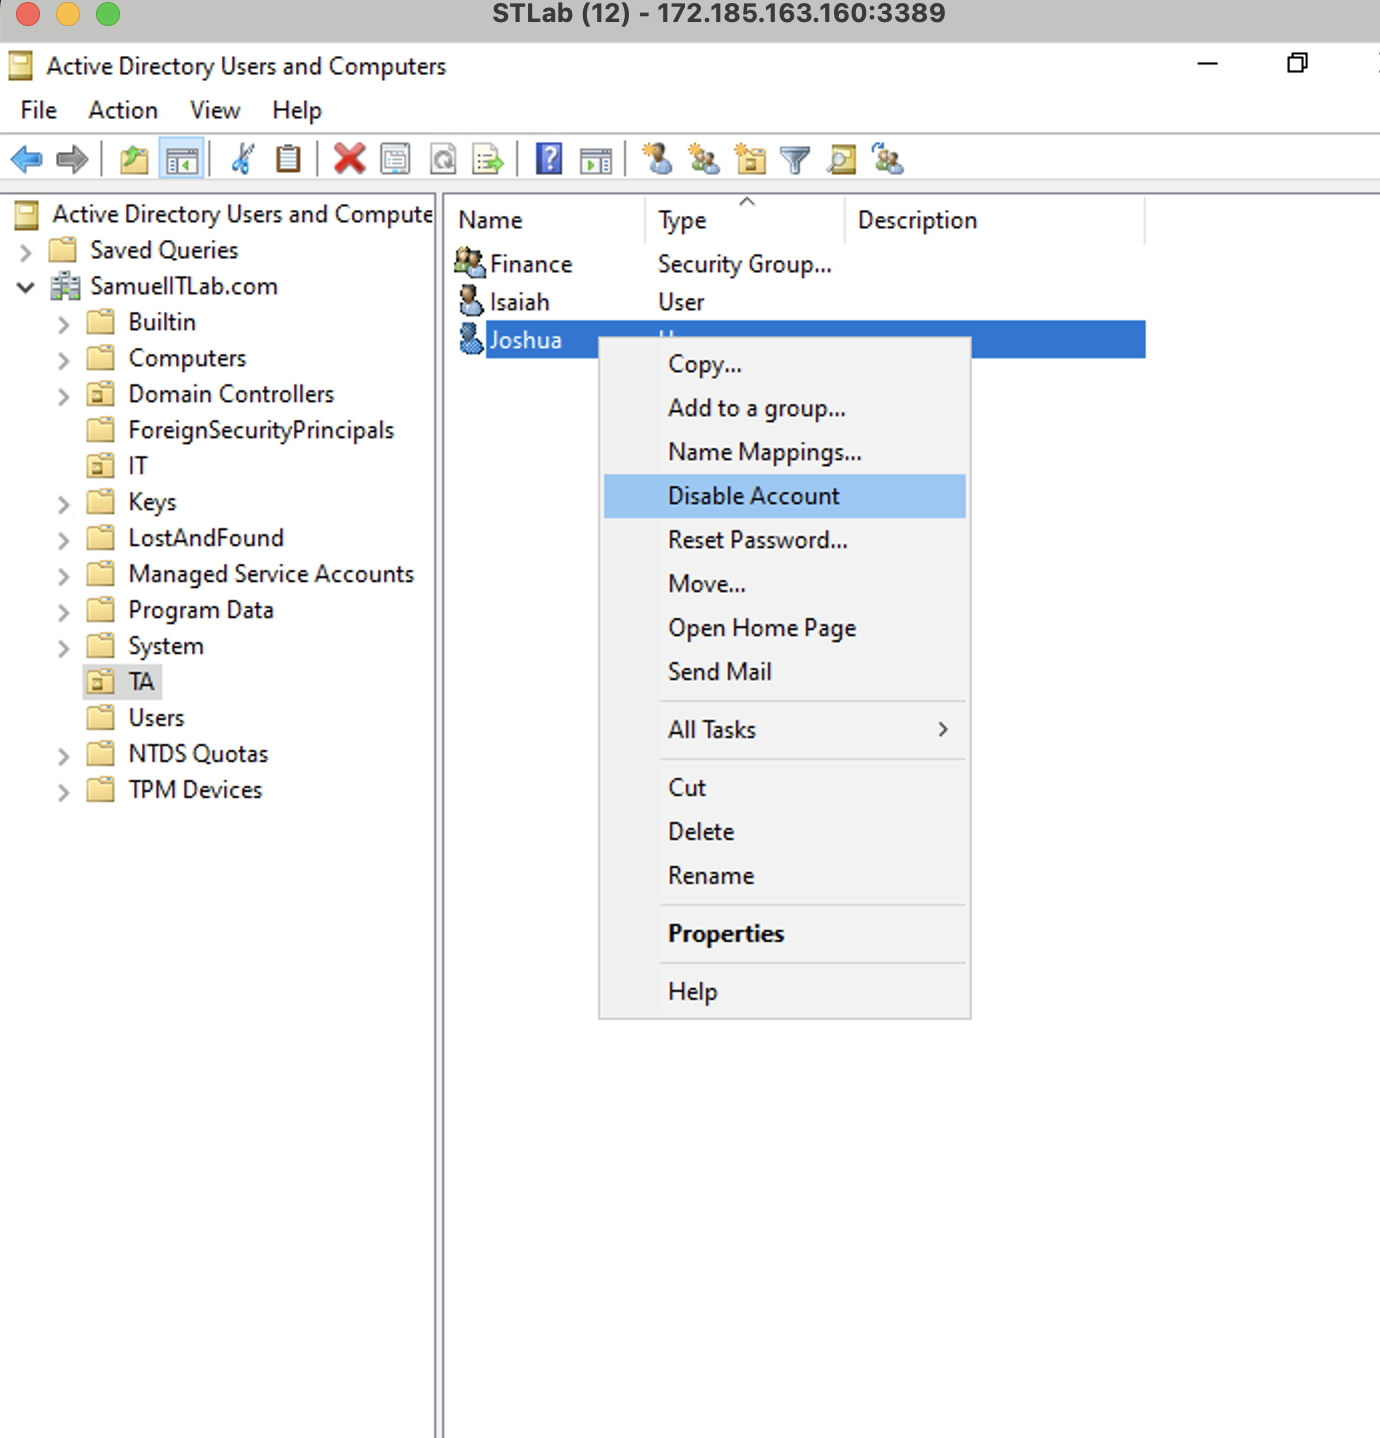 STLab (12) - 172.185.163.160:3389
Active Directory Users and Computers
File Action View Help
Active Directory Users and Compute
Saved Queries
SamuelITLab.com
Builtin
Computers
Domain Controllers
ForeignSecurityPrincipals
IT
Keys
LostAndFound
Managed Service Accounts
Program Data
System
TA
Users
NTDS Quotas
TPM Devices
Name Type Description
Finance Security Group...
Isaiah User
Joshua
Copy...
Add to a group...
Name Mappings...
Disable Account
Reset Password...
Move...
Open Home Page
Send Mail
All Tasks
Cut
Delete
Rename
Properties
Help